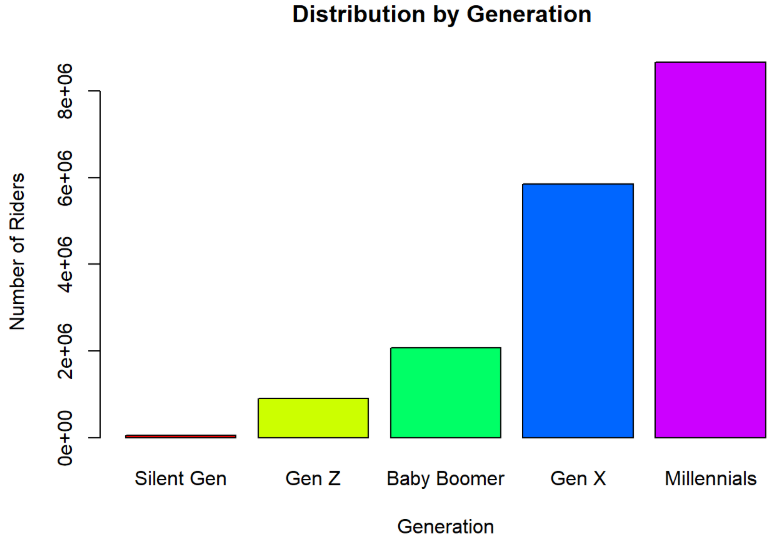 Distribution by Generation
Number of Riders
8e+06
6e+06
4e+06
2e+06
0e+00
Silent Gen Gen Z Baby Boomer Gen X Millennials
Generation